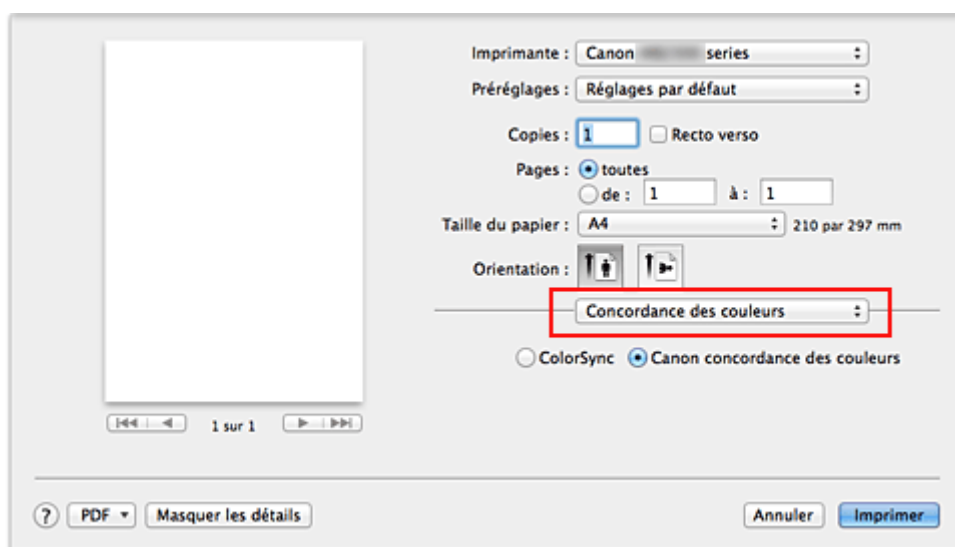 Imprimante : Canon series
Préréglages : Réglages par défaut
Copies : 1 Recto verso
Pages : toutes
de : 1 à : 1
Taille du papier : A4 210 par 297 mm
Orientation :
Concordance des couleurs
ColorSync Canon concordance des couleurs
1 sur 1
? PDF Masquer les détails Annuler Imprimer